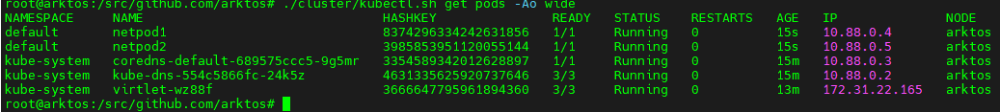 root@arktos:/src/github.com/arktos# ./cluster/kubectl.sh get pods -Ao wide
NAMESPACE NAME HASHKEY READY STATUS RESTARTS AGE IP NODE
default netpod1 8374296334242631856 1/1 Running 0 15s 10.88.0.4 arktos
default netpod2 3985853951120055144 1/1 Running 0 15s 10.88.0.5 arktos
kube-system coredns-default-689575ccc5-9g5mr 3354589342012628897 1/1 Running 0 15m 10.88.0.3 arktos
kube-system kube-dns-554c5866fc-24k5z 4631335625920737646 3/3 Running 0 15m 10.88.0.2 arktos
kube-system virtlet-wz88f 3666647795961894360 3/3 Running 0 13m 172.31.22.165 arktos
root@arktos:/src/github.com/arktos#